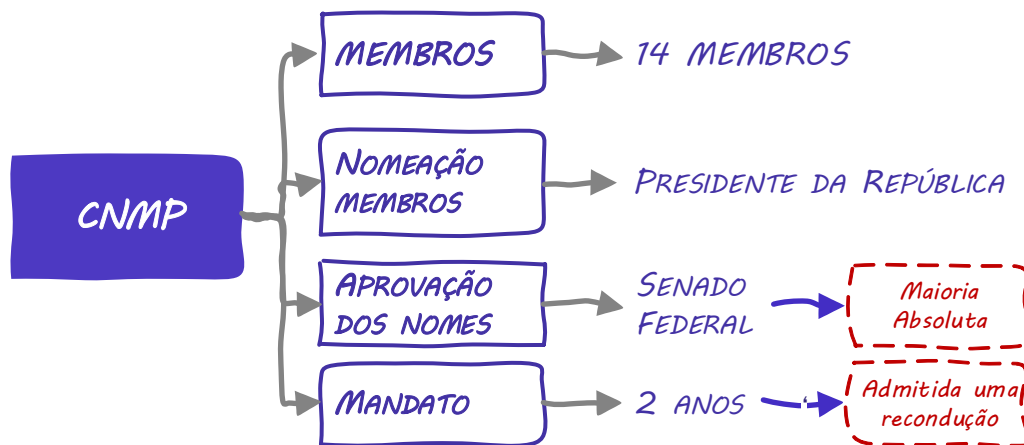 CNMP
MEMBROS
14 MEMBROS
NOMEAÇÃO
MEMBROS
PRESIDENTE DA REPÚBLICA
APROVAÇÃO
DOS NOMES
SENADO
FEDERAL
Maioria
Absoluta
MANDATO
2 ANOS
Admitida uma
recondução